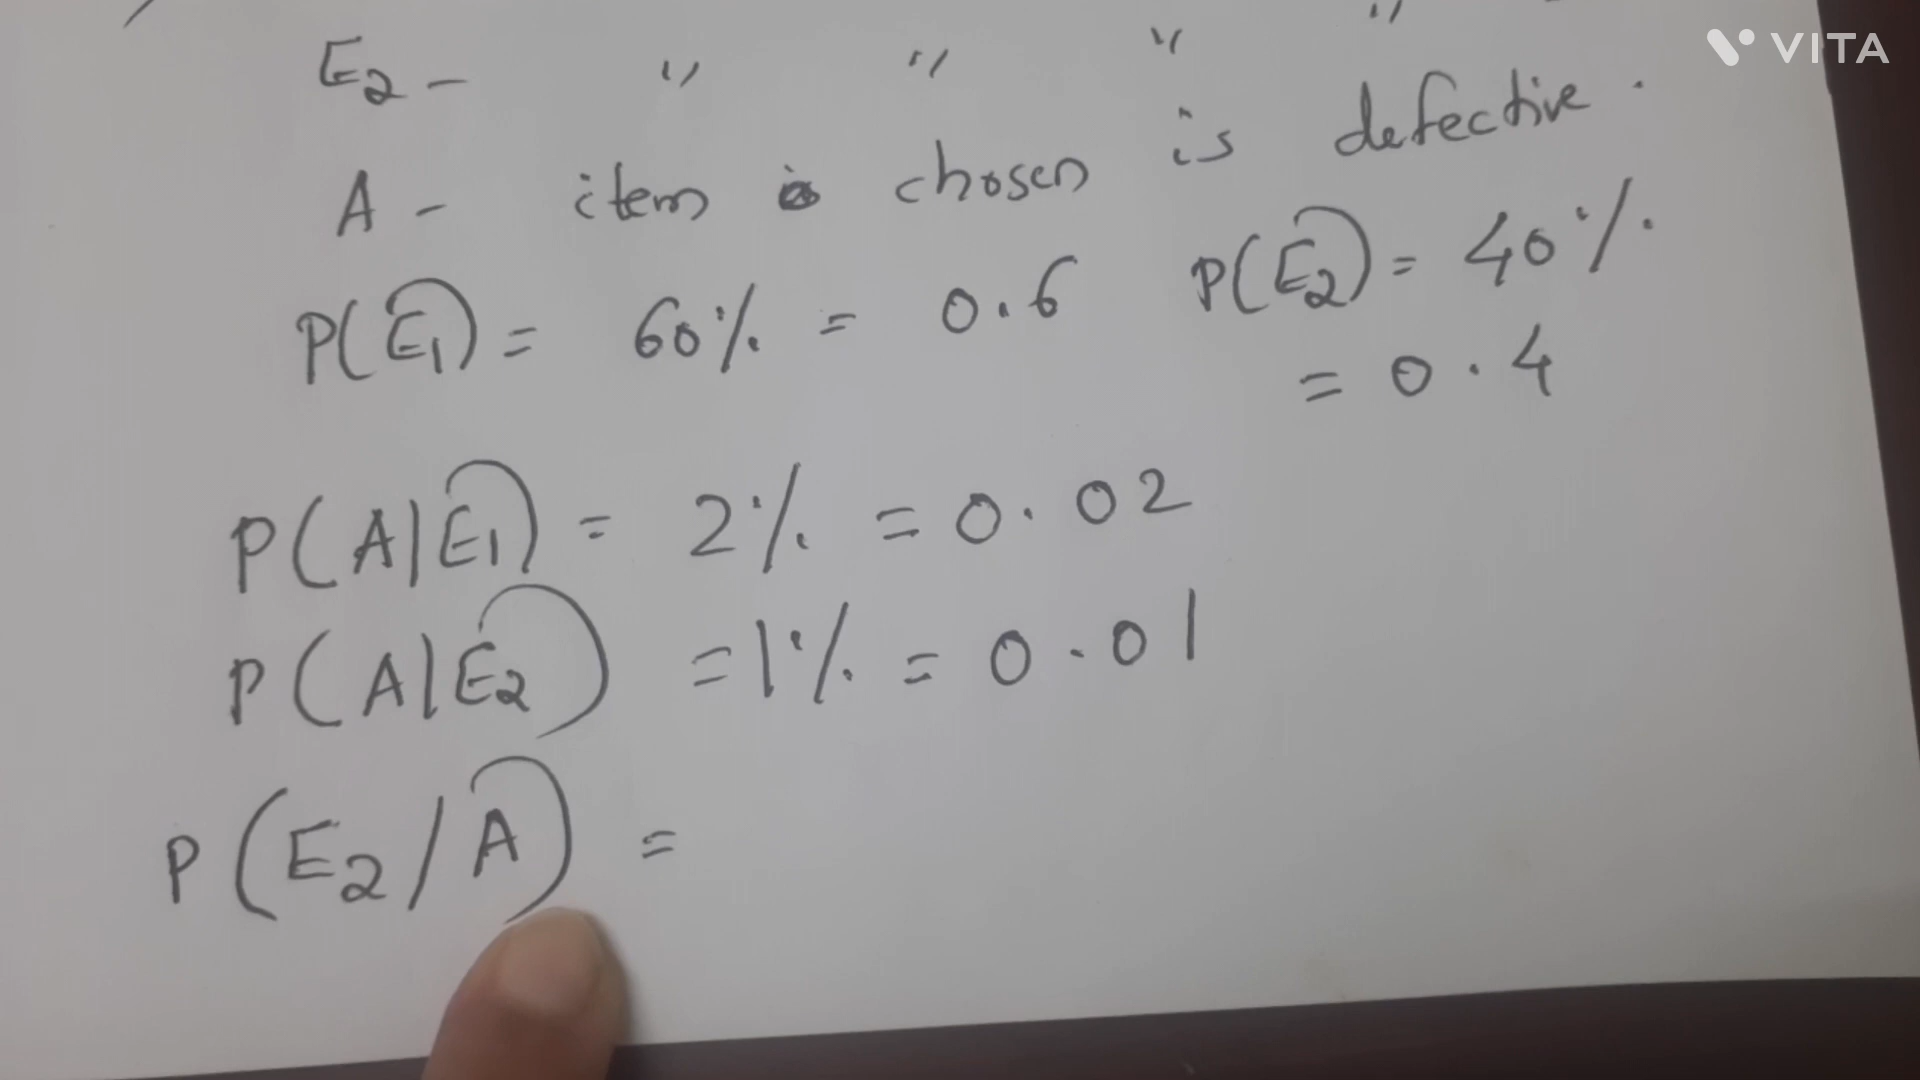 VITA
E2 - " " " "
A - item chosen is defective.
P(E1) = 60% = 0.6 P(E2) = 40%
= 0.4
P(A|E1) = 2% = 0.02
P(A|E2) = 1% = 0.01
P(E2/A) =